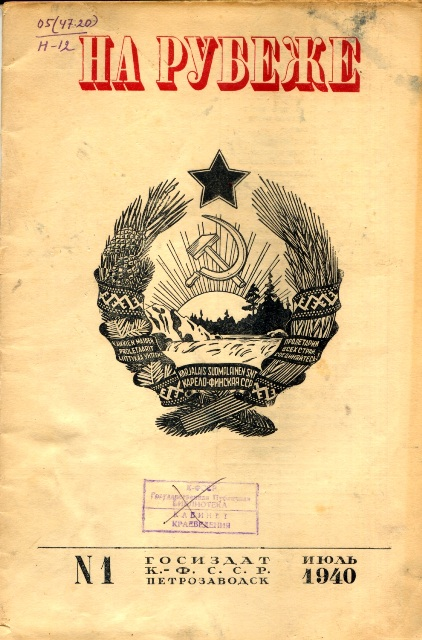 05(47-20)
Н-12
НА РУБЕЖЕ
KAIKKIEN MAIDEN
PROLETAARIT
LIITTYKÄÄ YHTEEN
ПРОЛЕТАРИИ
ВСЕХ СТРАН
СОЕДИНЯЙТЕСЬ
KARJALAIS SUOMALAINEN SNT
КАРЕЛО-ФИНСКАЯ ССР
К-Ф. ССР
Государственная Публичная
БИБЛИОТЕКА
КАБИНЕТ
КРАЕВЕДЕНИЯ
N1
ГОСИЗДАТ
К.-Ф. С. С. Р.
ПЕТРОЗАВОДСК
ИЮЛЬ
1940